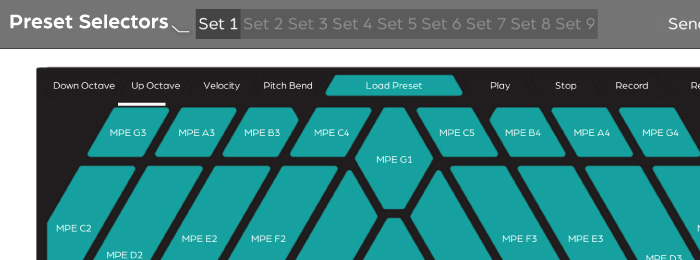 Preset Selectors Set 1 Set 2 Set 3 Set 4 Set 5 Set 6 Set 7 Set 8 Set 9
Down Octave Up Octave Velocity Pitch Bend Load Preset Play Stop Record
MPE G3 MPE A3 MPE B3 MPE C4 MPE C5 MPE B4 MPE A4 MPE G4
MPE G1
MPE C2
MPE E2 MPE F2 MPE F3 MPE E3
MPE D2 MPE D3